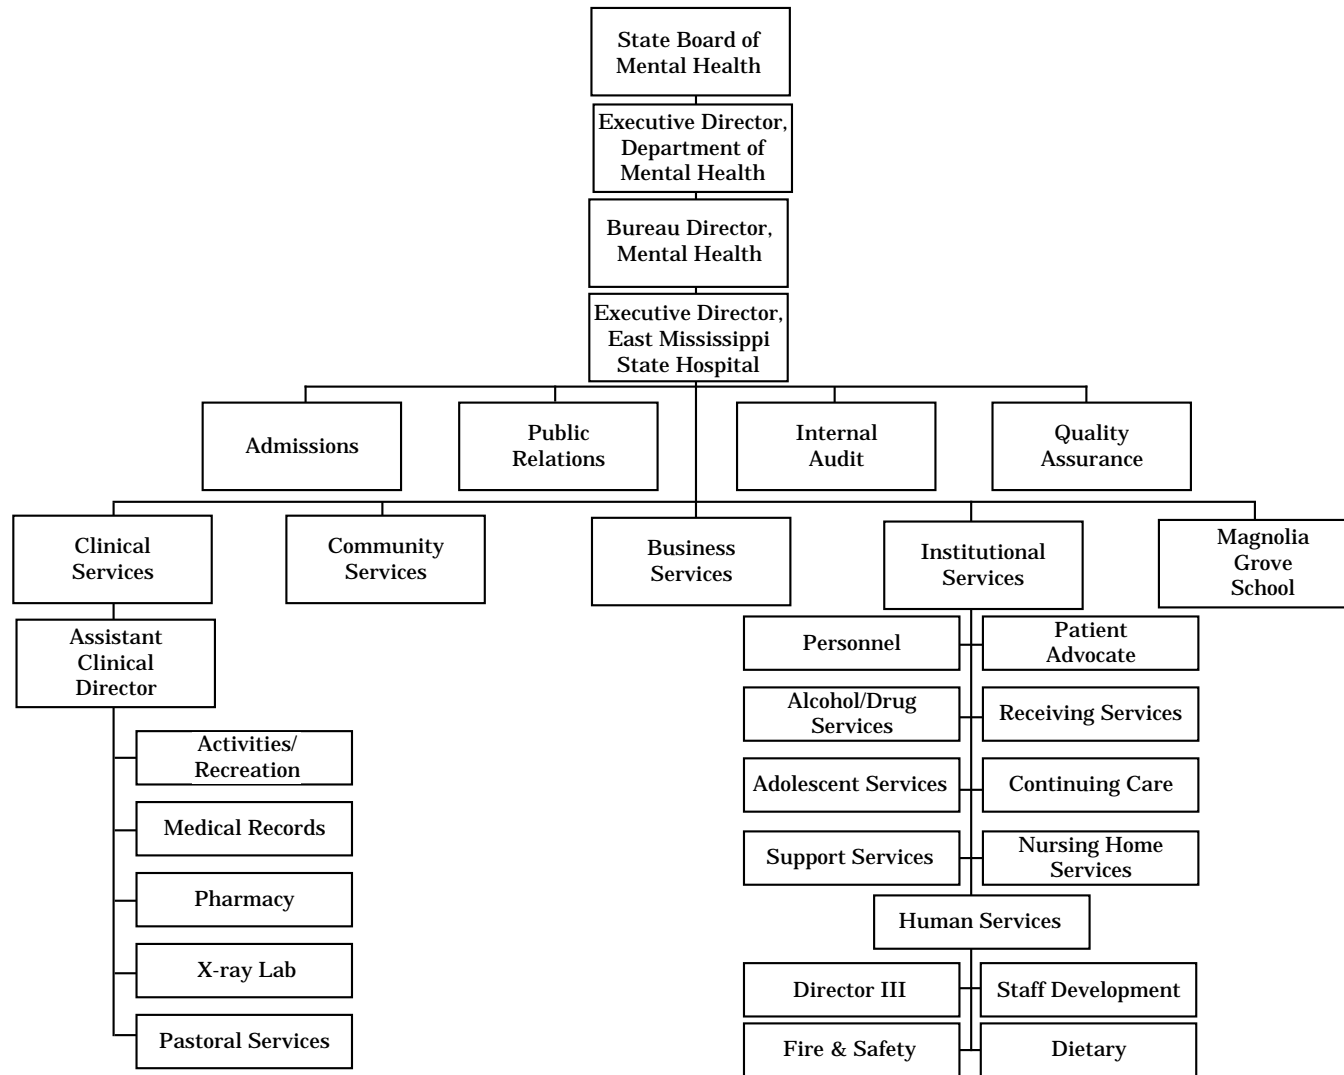 State Board of
Mental Health
Executive Director,
Department of
Mental Health
Bureau Director,
Mental Health
Executive Director,
East Mississippi
State Hospital
Admissions
Public
Relations
Internal
Audit
Quality
Assurance
Clinical
Services
Community
Services
Business
Services
Institutional
Services
Magnolia
Grove
School
Assistant
Clinical
Director
Activities/
Recreation
Medical Records
Pharmacy
X-ray Lab
Pastoral Services
Personnel
Patient
Advocate
Alcohol/Drug
Services
Receiving Services
Adolescent Services
Continuing Care
Support Services
Nursing Home
Services
Human Services
Director III
Staff Development
Fire & Safety
Dietary